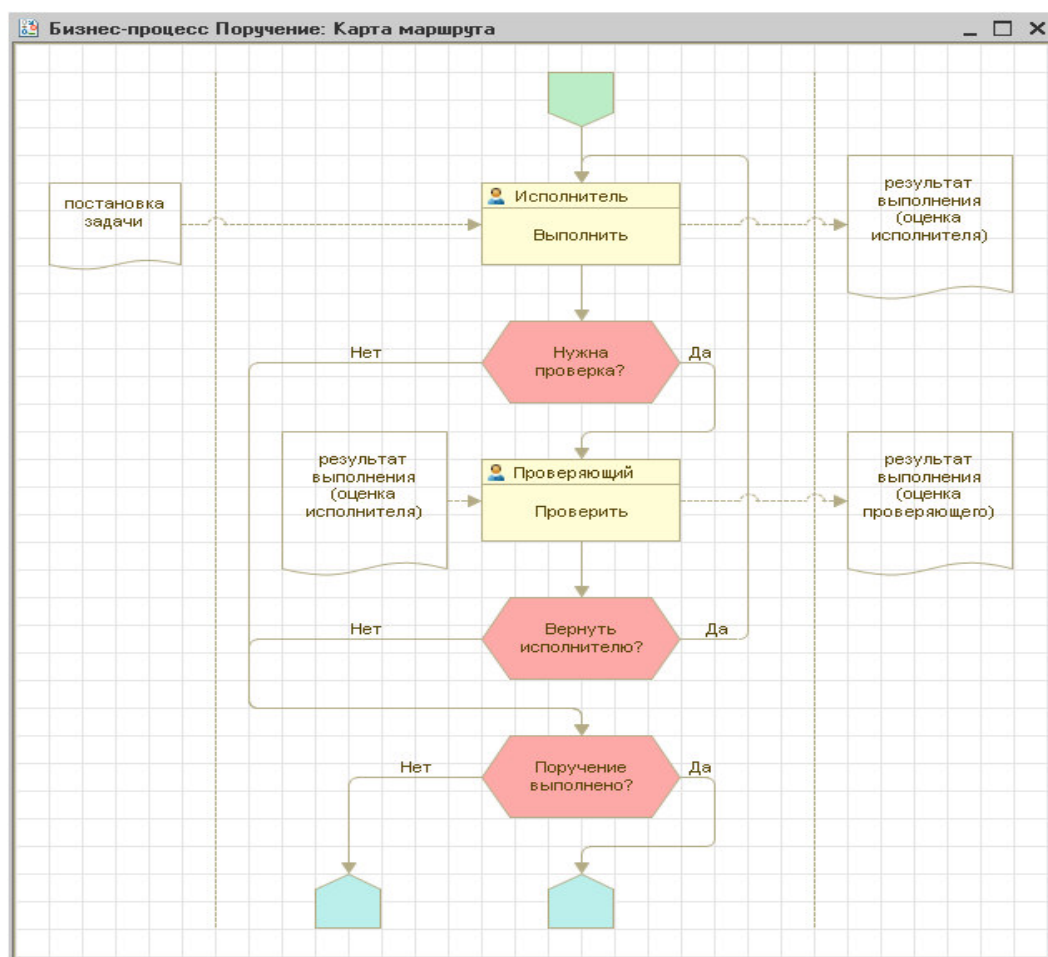 Бизнес-процесс Поручение: Карта маршрута
постановка
задачи
Исполнитель
Выполнить
результат
выполнения
(оценка
исполнителя)
Нет
Нужна
проверка?
Да
результат
выполнения
(оценка
исполнителя)
Проверяющий
Проверить
результат
выполнения
(оценка
проверяющего)
Нет
Вернуть
исполнителю?
Да
Нет
Поручение
выполнено?
Да